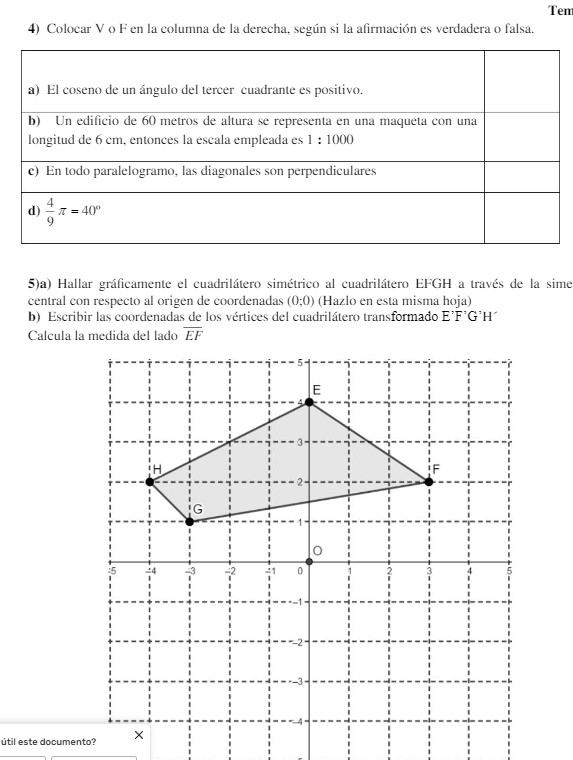 Tem
4) Colocar V o F en la columna de la derecha, según si la afirmación es verdadera o falsa.
a) El coseno de un ángulo del tercer cuadrante es positivo.
b) Un edificio de 60 metros de altura se representa en una maqueta con una
longitud de 6 cm, entonces la escala empleada es 1 : 1000
c) En todo paralelogramo, las diagonales son perpendiculares
d) 4/9 π = 40º
5)a) Hallar gráficamente el cuadrilátero simétrico al cuadrilátero EFGH a través de la sime
central con respecto al origen de coordenadas (0;0) (Hazlo en esta misma hoja)
b) Escribir las coordenadas de los vértices del cuadrilátero transformado E'F'G'H´
Calcula la medida del lado EF
5
E
4
3
H
F
2
G
1
O
-5 -4 -3 -2 -1 0 1 2 3 4 5
-1
-2
-3
-4
útil este documento? ×